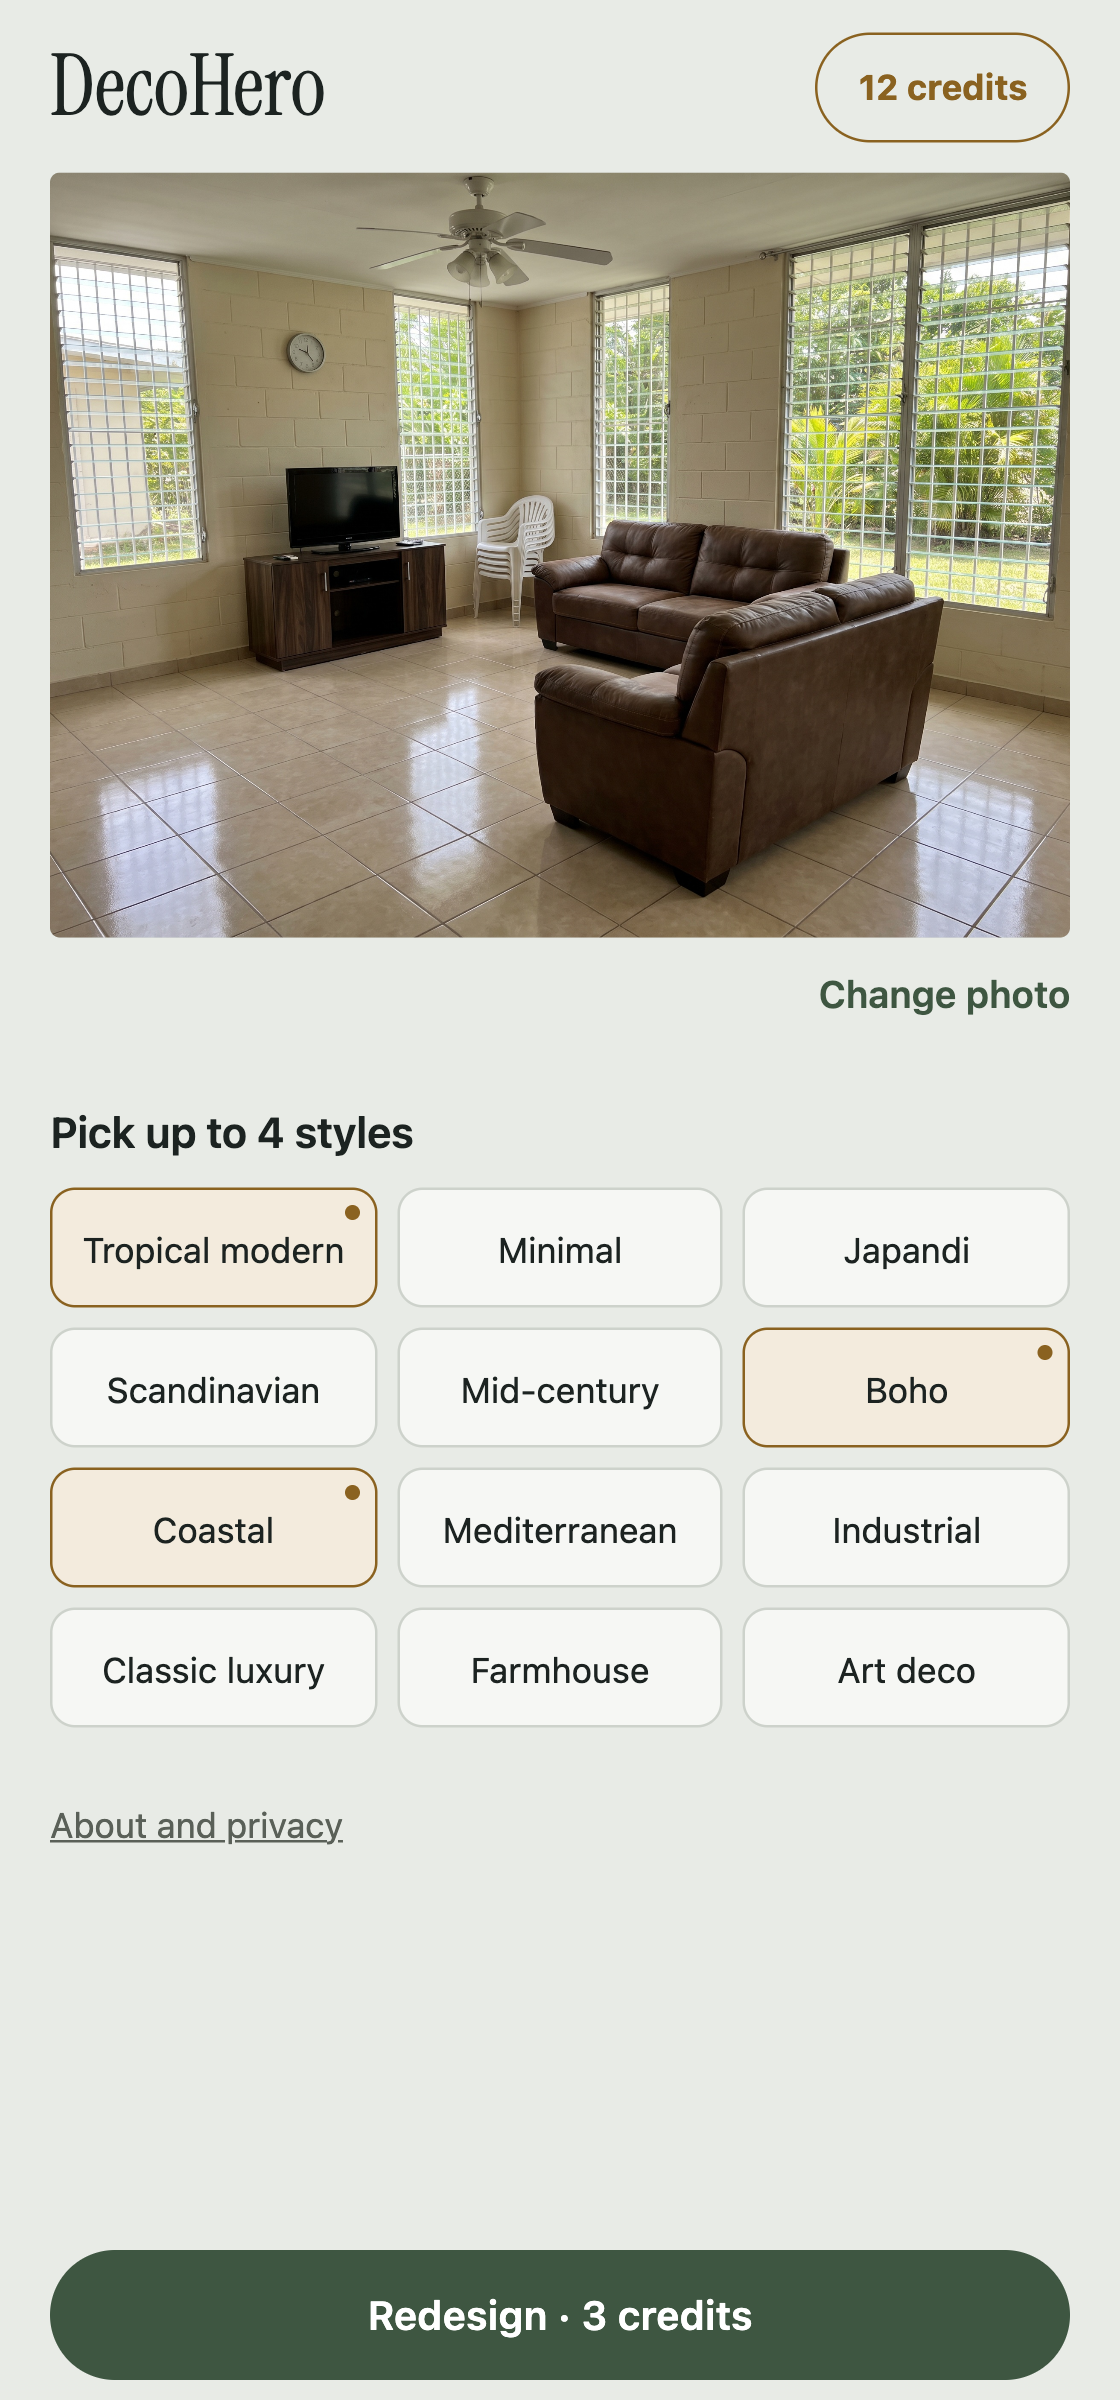 DecoHero
12 credits
Change photo
Pick up to 4 styles
Tropical modern
Minimal
Japandi
Scandinavian
Mid-century
Boho
Coastal
Mediterranean
Industrial
Classic luxury
Farmhouse
Art deco
About and privacy
Redesign · 3 credits